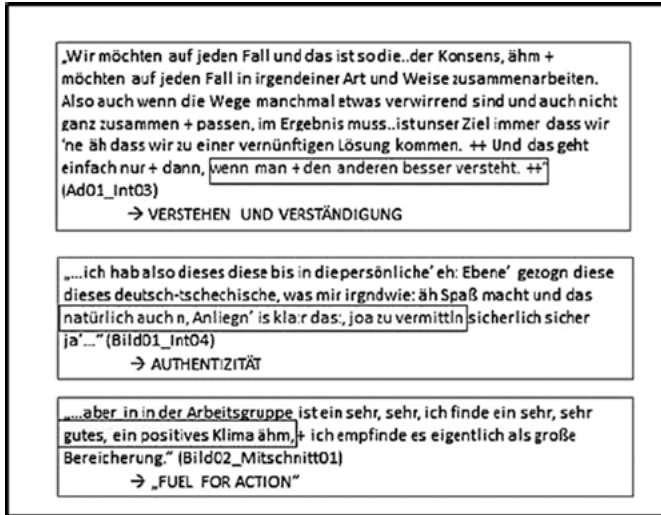 „Wir möchten auf jeden Fall und das ist so die..der Konsens, ähm +
möchten auf jeden Fall in irgendeiner Art und Weise zusammenarbeiten.
Also auch wenn die Wege manchmal etwas verwirrend sind und auch nicht
ganz zusammen + passen, im Ergebnis muss..ist unser Ziel immer dass wir
'ne äh dass wir zu einer vernünftigen Lösung kommen. ++ Und das geht
einfach nur + dann, wenn man + den anderen besser versteht. ++“
(Ad01_Int03)
→ VERSTEHEN UND VERSTÄNDIGUNG
„...ich hab also dieses diese bis in die persönliche' eh: Ebene' gezogn diese
dieses deutsch-tschechische, was mir irgndwie: äh Spaß macht und das
natürlich auch n, Anliegn' is kla:r das:, joa zu vermittln sicherlich sicher
ja'...“ (Bild01_Int04)
→ AUTHENTIZITÄT
„...aber in in der Arbeitsgruppe ist ein sehr, sehr, ich finde ein sehr, sehr
gutes, ein positives Klima ähm, + ich empfinde es eigentlich als große
Bereicherung.“ (Bild02_Mitschnitt01)
→ „FUEL FOR ACTION“